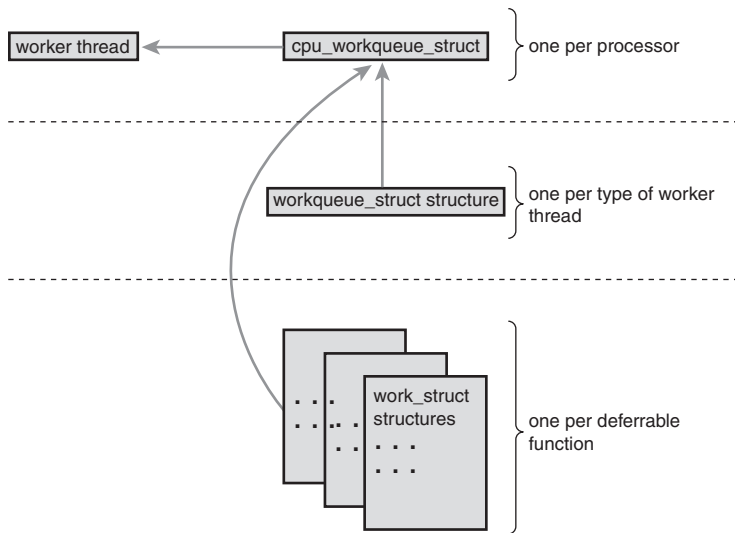 worker thread
cpu_workqueue_struct
one per processor
workqueue_struct structure
one per type of worker
thread
work_struct
structures
. . .
. . .
. . .
. . .
. . .
. . .
one per deferrable
function